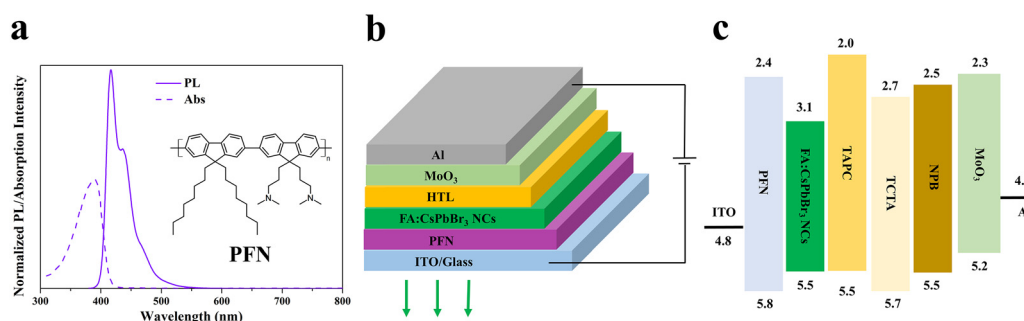 a
Normalized PL/Absorption Intensity
PL
Abs
n
N
N
N
PFN
300 400 500 600 700 800
Wavelength (nm)
b
Al
MoO₃
HTL
FA:CsPbBr₃ NCs
PFN
ITO/Glass
c
ITO
4.8
2.4
PFN
5.8
3.1
FA:CsPbBr₃ NCs
5.5
2.0
TAPC
5.5
2.7
TCTA
5.7
2.5
NPB
5.5
2.3
MoO₃
5.2
4.
A